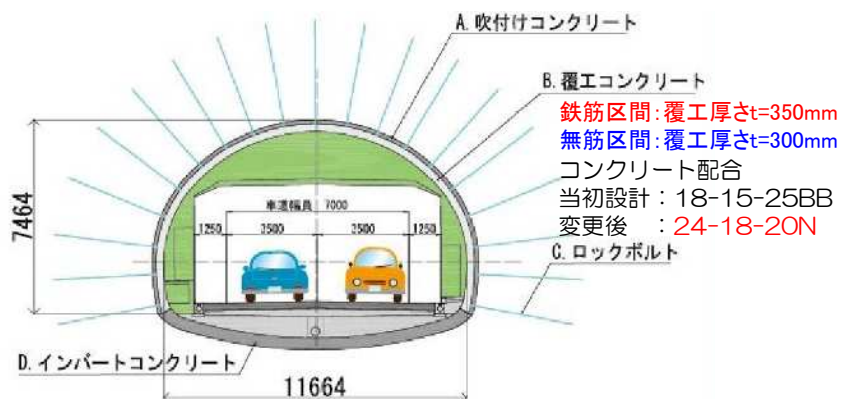 A. 吹付けコンクリート
B. 覆エコンクリート
鉄筋区間:覆工厚さt=350mm
無筋区間:覆工厚さt=300mm
コンクリート配合
当初設計:18-15-25BB
変更後 :24-18-20N
C. ロックボルト
7464
車道幅員 7000
1250 3500 3500 1250
D. インバートコンクリート
11664